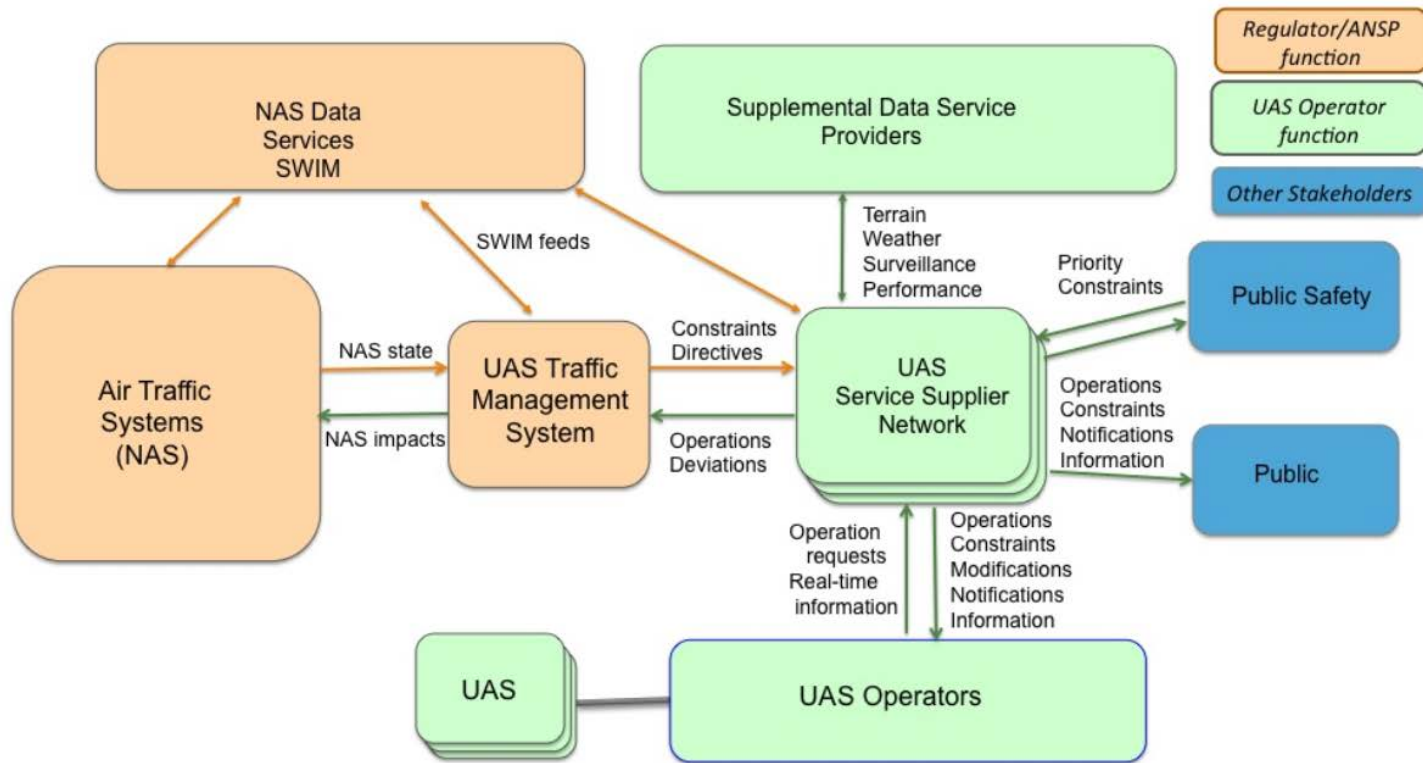 Regulator/ANSP
function
UAS Operator
function
Other Stakeholders
NAS Data
Services
SWIM
Supplemental Data Service
Providers
SWIM feeds
Terrain
Weather
Surveillance
Performance
Priority
Constraints
Public Safety
Air Traffic
Systems
(NAS)
NAS state
NAS impacts
UAS Traffic
Management
System
Constraints
Directives
Operations
Deviations
UAS
Service Supplier
Network
Operations
Constraints
Notifications
Information
Public
Operation
requests
Real-time
information
Operations
Constraints
Modifications
Notifications
Information
UAS
UAS Operators